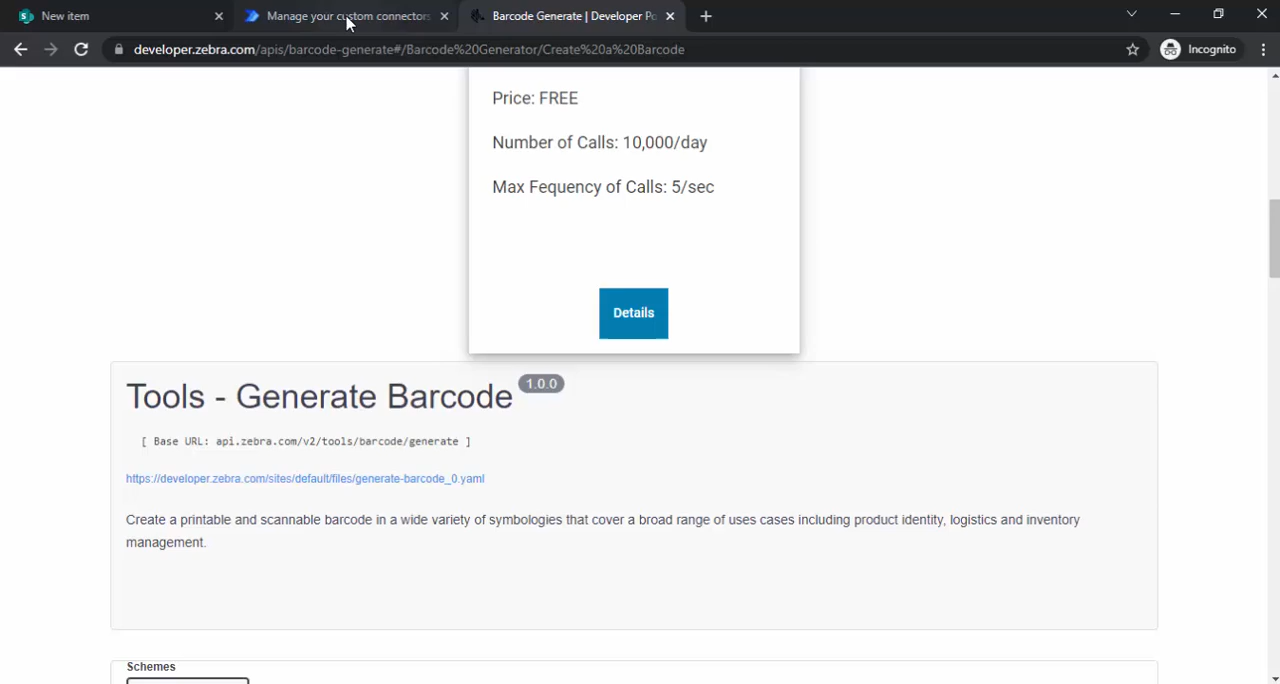 New item
Manage your custom connectors
Barcode Generate | Developer Po
developer.zebra.com/apis/barcode-generate#/Barcode%20Generator/Create%20a%20Barcode
Incognito
Price: FREE
Number of Calls: 10,000/day
Max Fequency of Calls: 5/sec
Details
Tools - Generate Barcode 1.0.0
[ Base URL: api.zebra.com/v2/tools/barcode/generate ]
https://developer.zebra.com/sites/default/files/generate-barcode_0.yaml
Create a printable and scannable barcode in a wide variety of symbologies that cover a broad range of uses cases including product identity, logistics and inventory
management.
Schemes